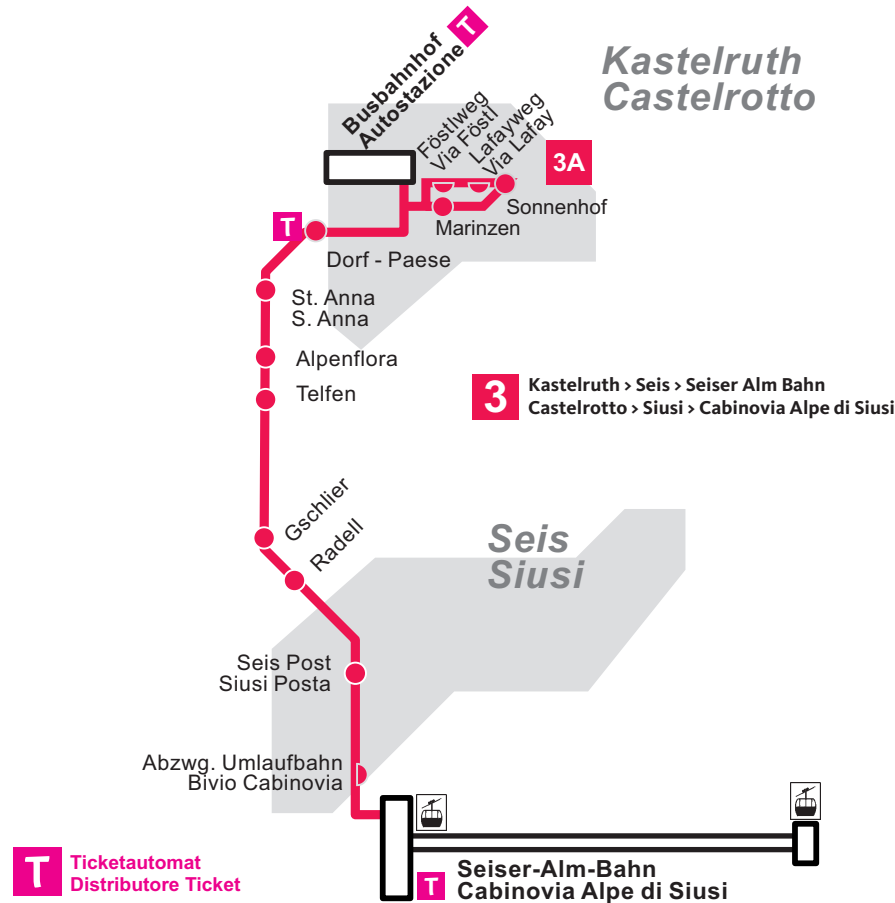 Busbahnhof
Autostazione
T
Kastelruth
Castelrotto
Föstlweg
Via Föstl
Lafayweg
Via Lafay
3A
Sonnenhof
Marinzen
T
Dorf - Paese
St. Anna
S. Anna
Alpenflora
Telfen
3
Kastelruth › Seis › Seiser Alm Bahn
Castelrotto › Siusi › Cabinovia Alpe di Siusi
Gschlier
Radell
Seis
Siusi
Seis Post
Siusi Posta
Abzwg. Umlaufbahn
Bivio Cabinovia
T
Ticketautomat
Distributore Ticket
T
Seiser-Alm-Bahn
Cabinovia Alpe di Siusi